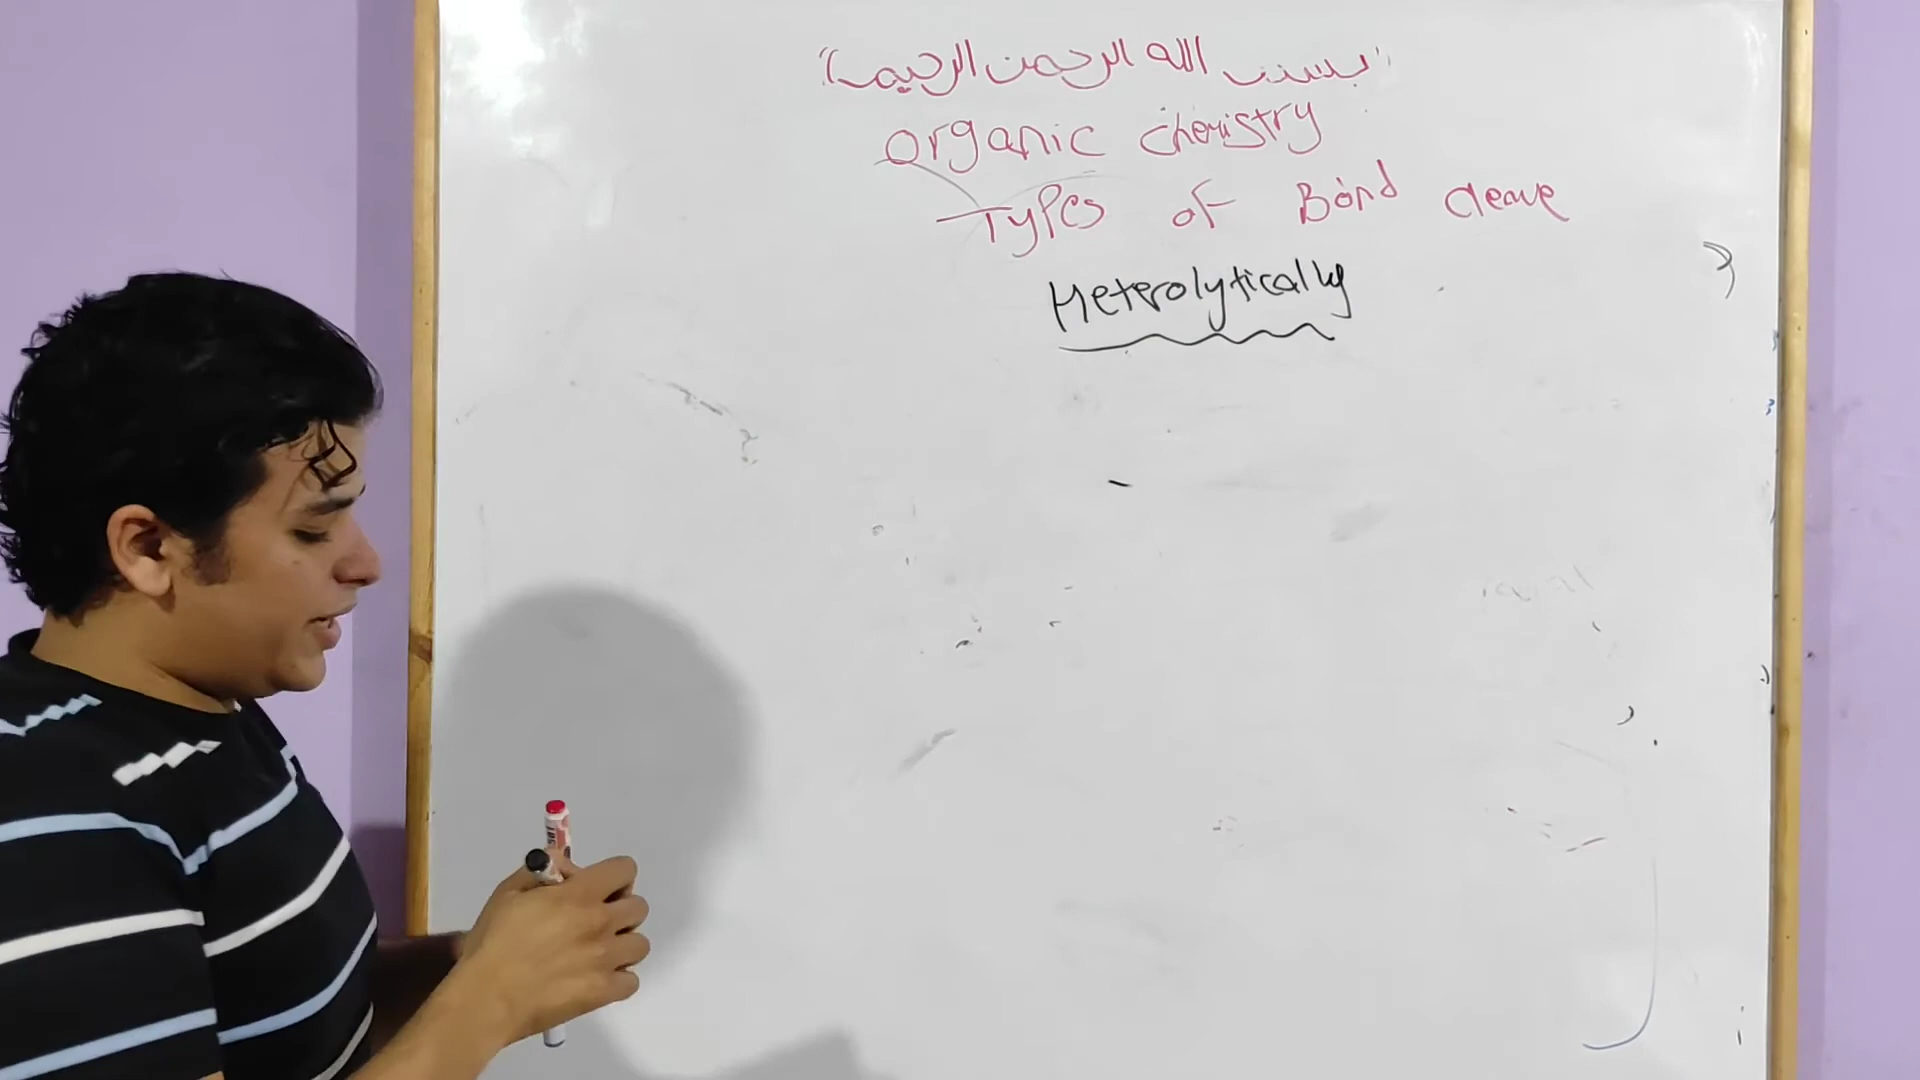 "بسم الله الرحمن الرحيم"
organic chemistry
Types of Bond cleave
Heterolytically